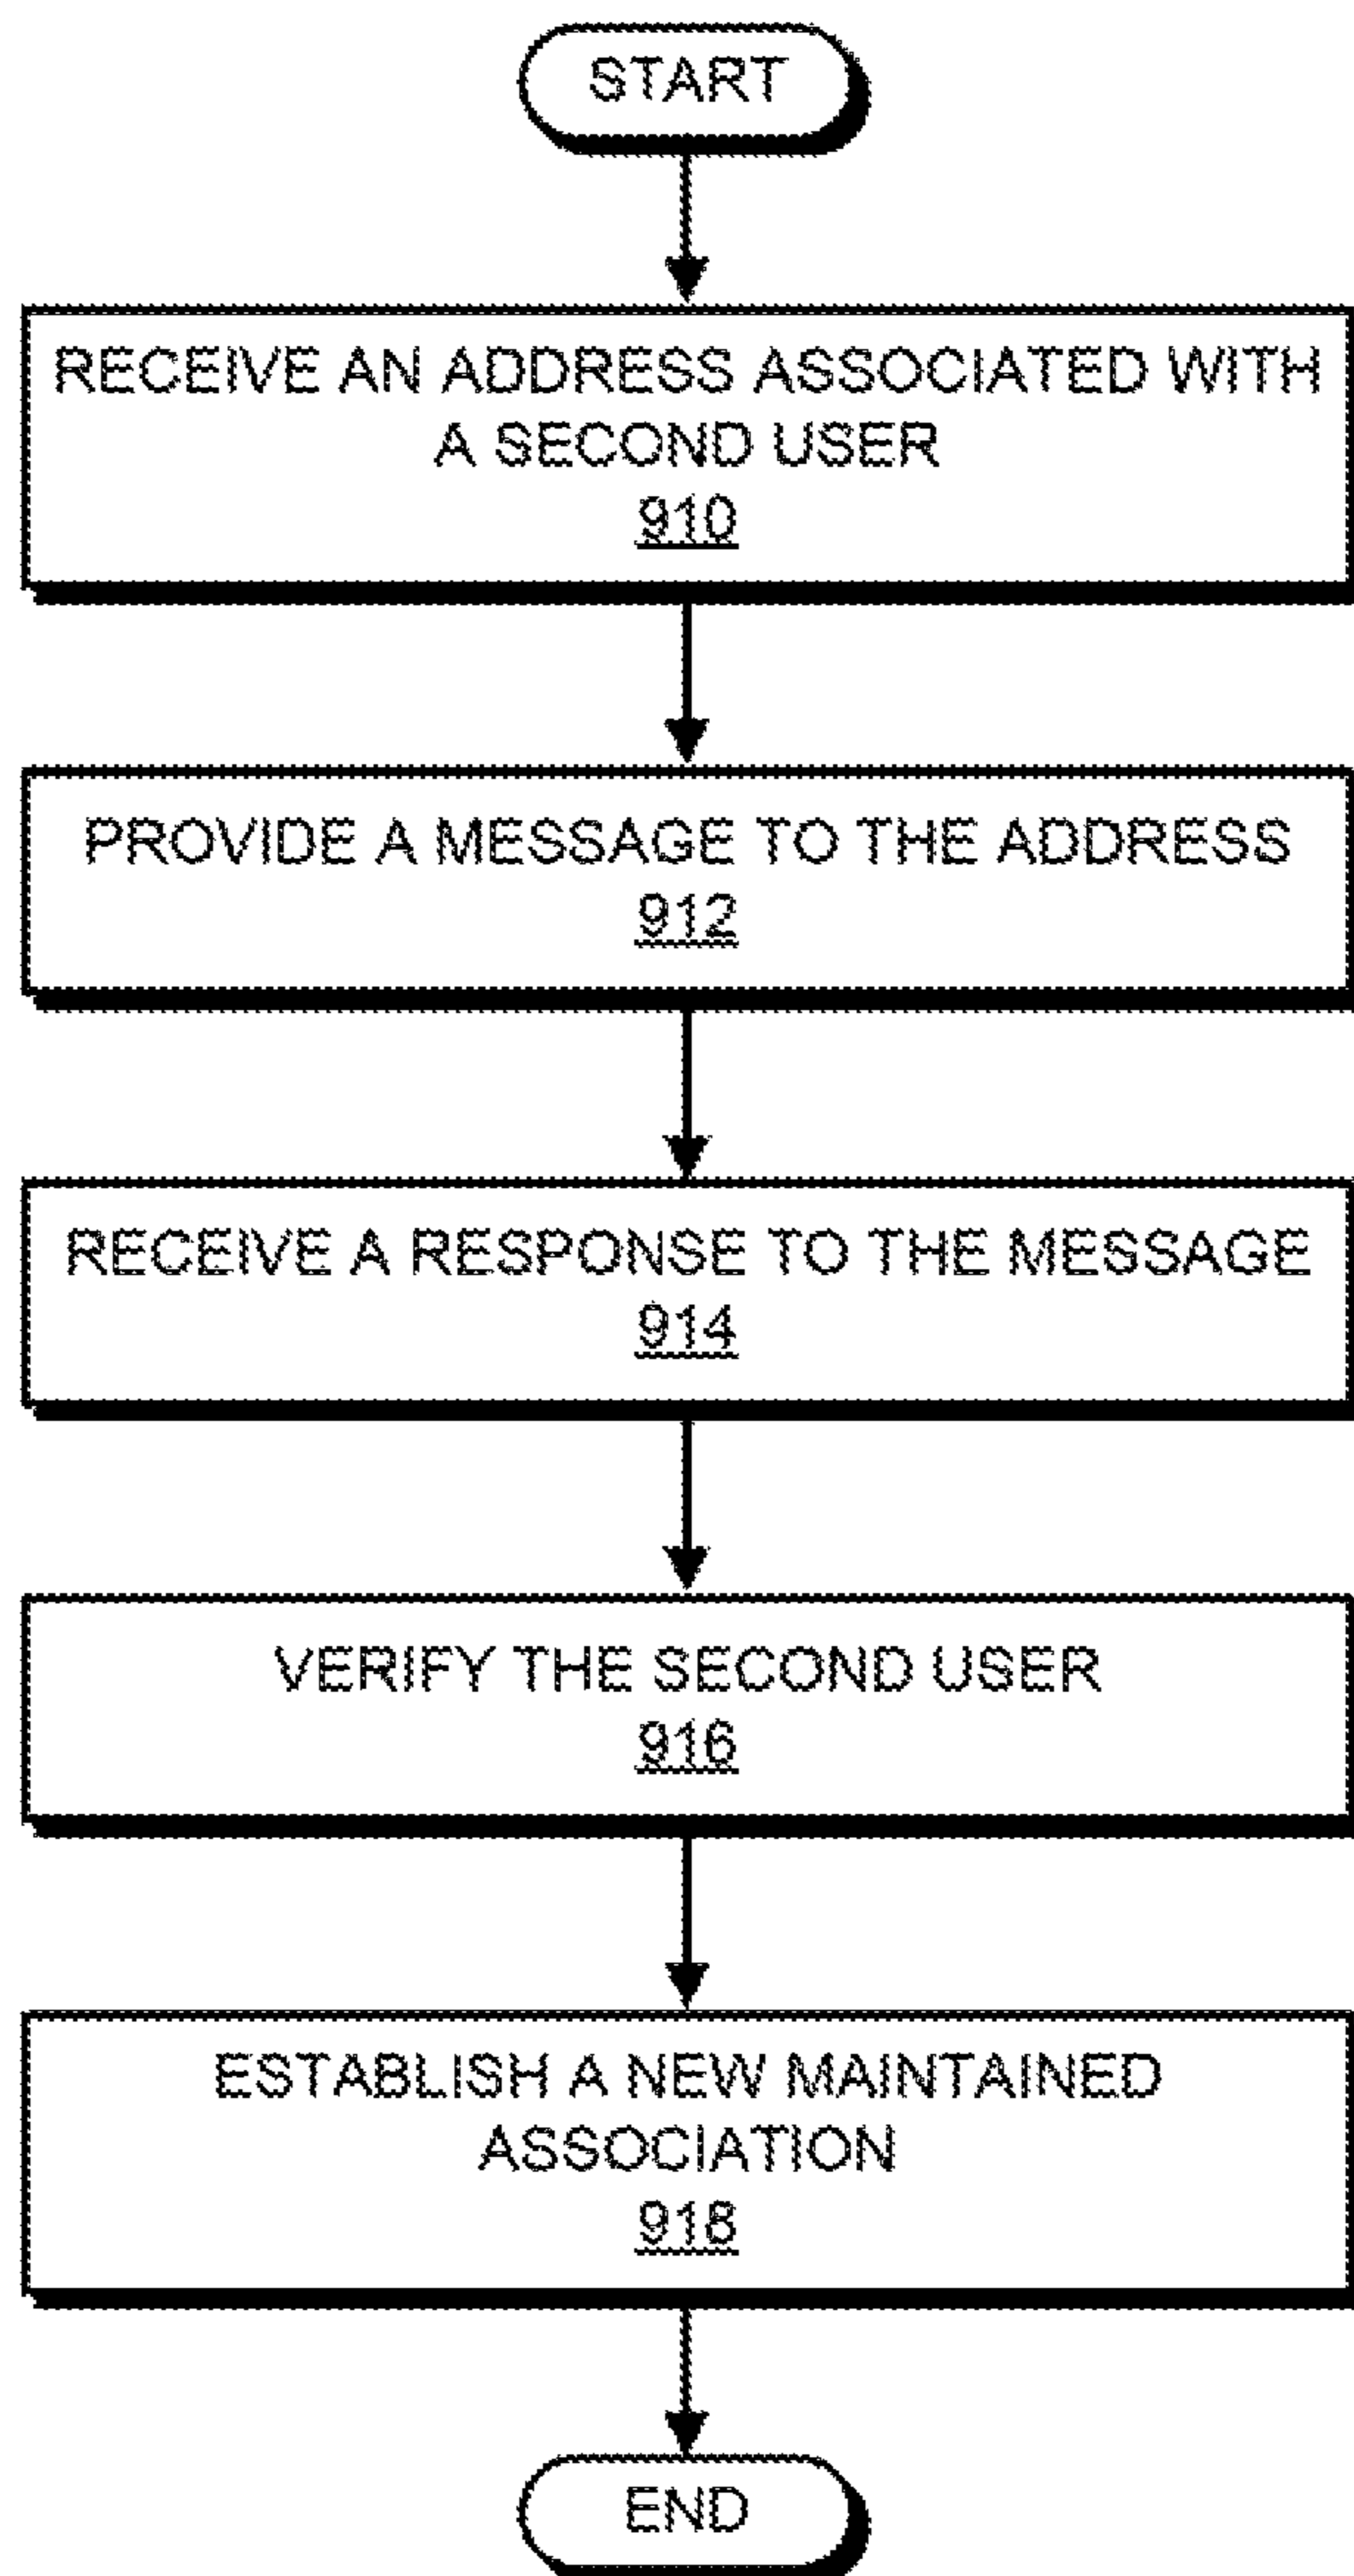 START
RECEIVE AN ADDRESS ASSOCIATED WITH
A SECOND USER
910
PROVIDE A MESSAGE TO THE ADDRESS
912
RECEIVE A RESPONSE TO THE MESSAGE
914
VERIFY THE SECOND USER
916
ESTABLISH A NEW MAINTAINED
ASSOCIATION
918
END